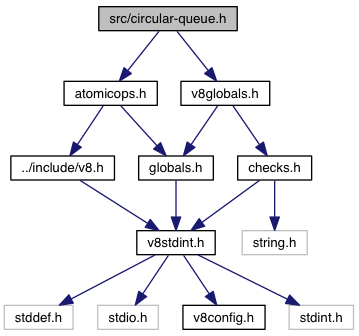 src/circular-queue.h
atomicops.h
v8globals.h
../include/v8.h
globals.h
checks.h
v8stdint.h
string.h
stddef.h
stdio.h
v8config.h
stdint.h